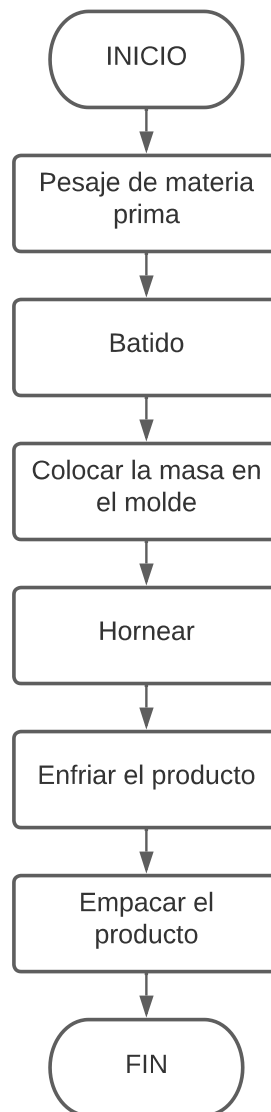 INICIO
Pesaje de materia
prima
Batido
Colocar la masa en
el molde
Hornear
Enfriar el producto
Empacar el
producto
FIN